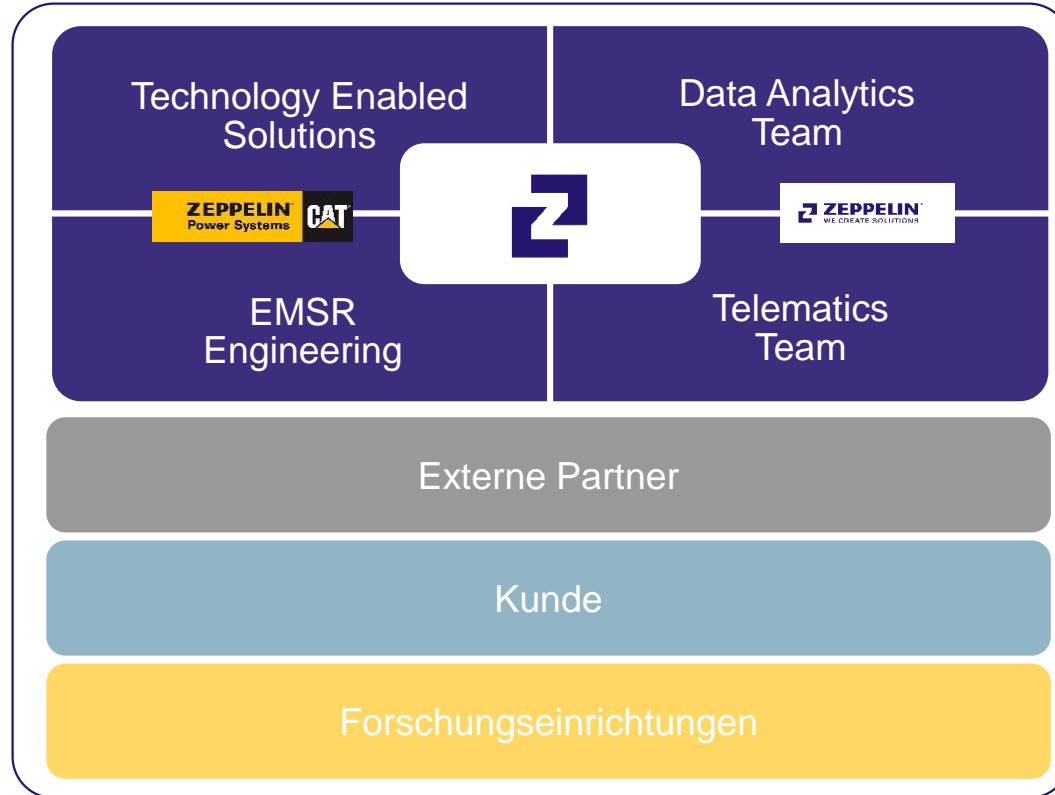 Technology Enabled
Solutions
Data Analytics
Team
ZEPPELIN
Power Systems
CAT
Z
ZEPPELIN
WE CREATE SOLUTIONS
EMSR
Engineering
Telematics
Team
Externe Partner
Kunde
Forschungseinrichtungen